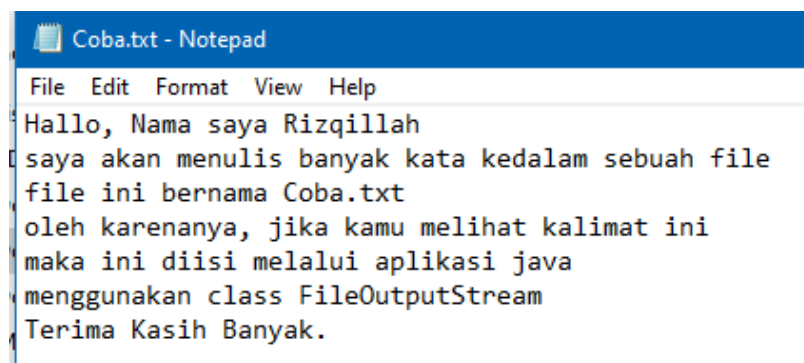 Coba.txt - Notepad
File Edit Format View Help
Hallo, Nama saya Rizqillah
saya akan menulis banyak kata kedalam sebuah file
file ini bernama Coba.txt
oleh karenanya, jika kamu melihat kalimat ini
maka ini diisi melalui aplikasi java
menggunakan class FileOutputStream
Terima Kasih Banyak.